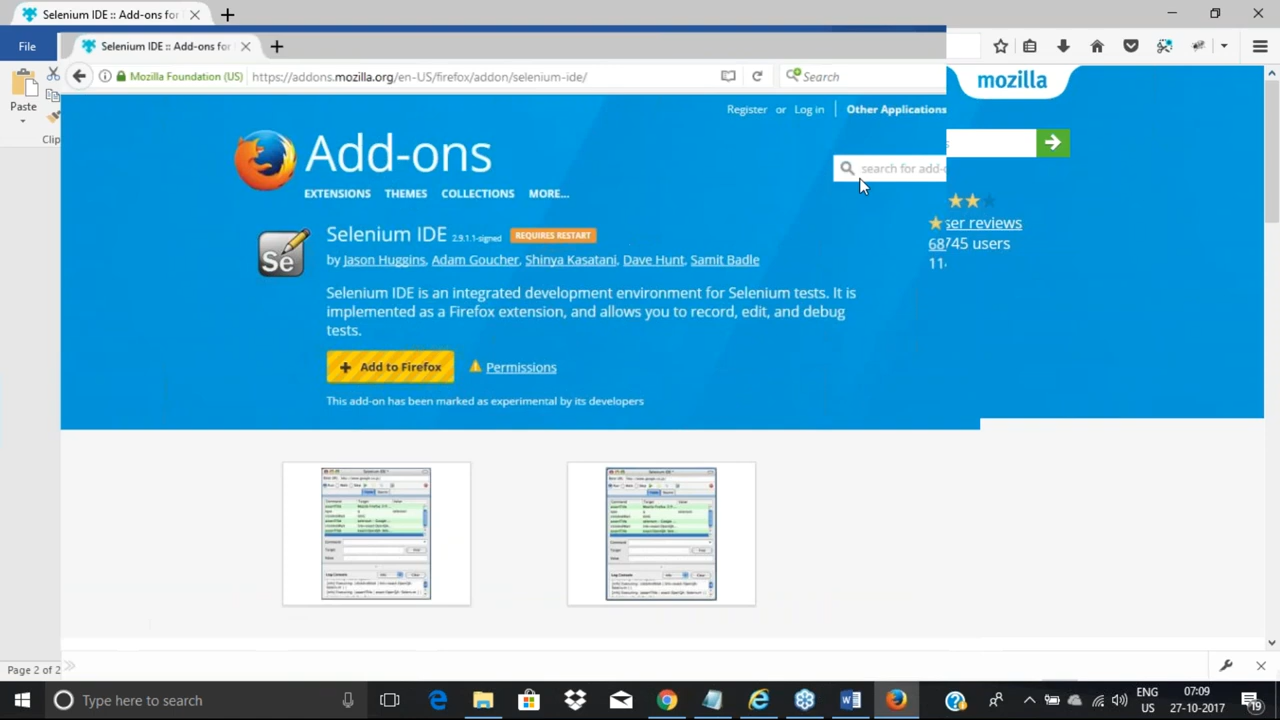 Selenium IDE :: Add-ons for
File
Selenium IDE :: Add-ons for
Paste
Clip
Mozilla Foundation (US)
https://addons.mozilla.org/en-US/firefox/addon/selenium-ide/
Search
mozilla
Register or Log in
Other Applications
Add-ons
search for add-
EXTENSIONS THEMES COLLECTIONS MORE...
Selenium IDE 2.9.1.1-signed REQUIRES RESTART
ser reviews
68745 users
114
by Jason Huggins, Adam Goucher, Shinya Kasatani, Dave Hunt, Samit Badle
Selenium IDE is an integrated development environment for Selenium tests. It is
implemented as a Firefox extension, and allows you to record, edit, and debug
tests.
Se
Add to Firefox
Permissions
This add-on has been marked as experimental by its developers
Page 2 of 2
Type here to search
ENG
US
07:09
27-10-2017
19